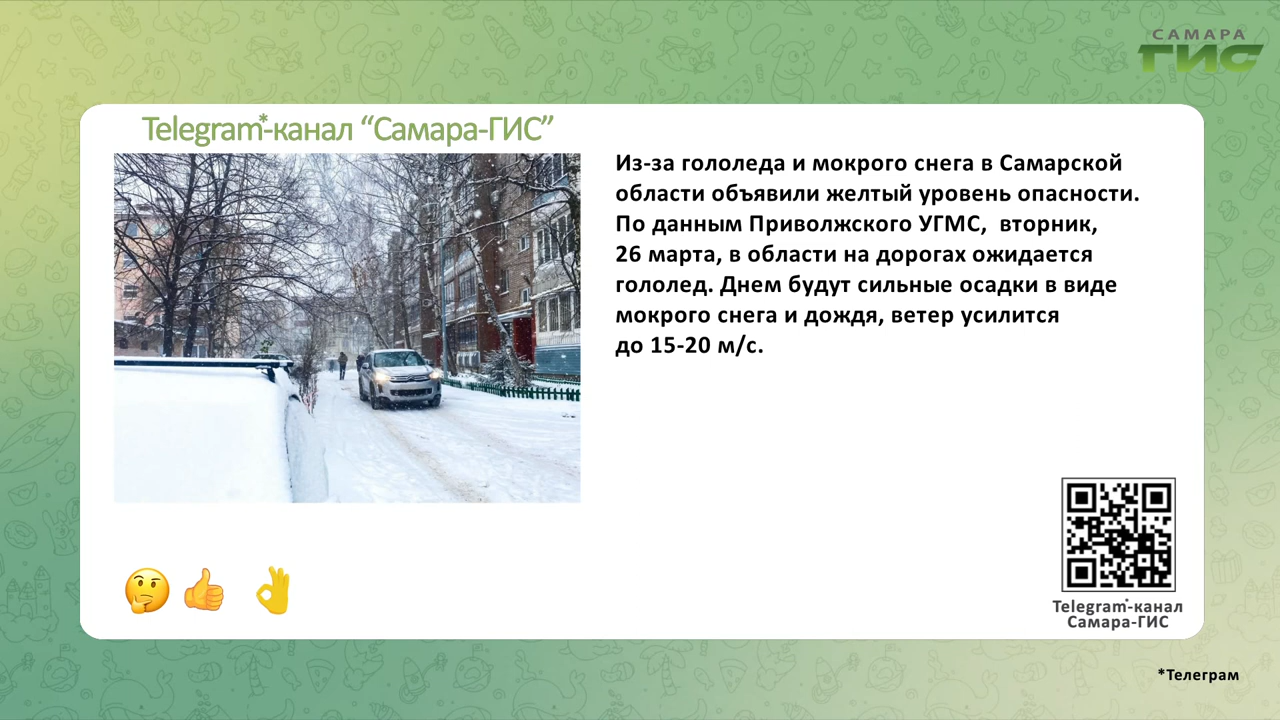 САМАРА
ГИС
Telegram*-канал “Самара-ГИС”
Из-за гололеда и мокрого снега в Самарской
области объявили желтый уровень опасности.
По данным Приволжского УГМС, вторник,
26 марта, в области на дорогах ожидается
гололед. Днем будут сильные осадки в виде
мокрого снега и дождя, ветер усилится
до 15-20 м/с.
Telegram*-канал
Самара-ГИС
*Телеграм